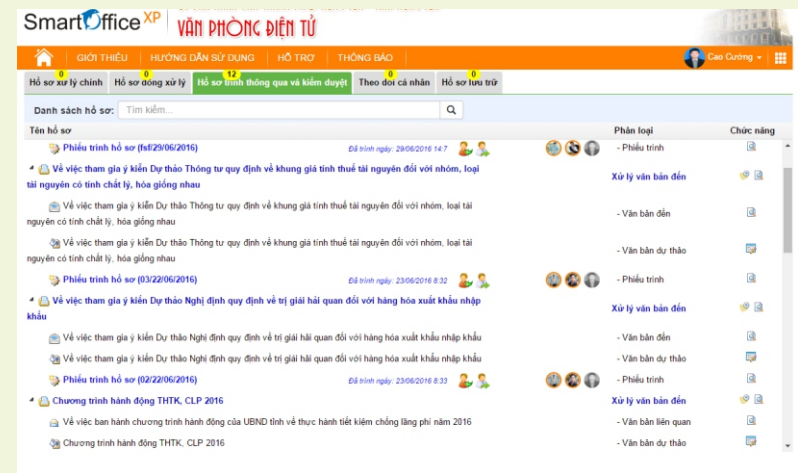 SmartOffice XP VĂN PHÒNG ĐIỆN TỬ
GIỚI THIỆU HƯỚNG DẪN SỬ DỤNG HỖ TRỢ THÔNG BÁO Cao Cường
0 0 12 0 0
Hồ sơ xử lý chính Hồ sơ đồng xử lý Hồ sơ trình thông qua và kiểm duyệt Theo dõi cá nhân Hồ sơ lưu trữ
Danh sách hồ sơ: Tìm kiếm...
Tên hồ sơ Phân loại Chức năng
Phiếu trình hồ sơ (fsf/29/06/2016) Đã trình ngày: 29/06/2016 14:7 - Phiếu trình
Về việc tham gia ý kiến Dự thảo Thông tư quy định về khung giá tính thuế tài nguyên đối với nhóm, loại
tài nguyên có tính chất lý, hóa giống nhau
Xử lý văn bản đến
Về việc tham gia ý kiến Dự thảo Thông tư quy định về khung giá tính thuế tài nguyên đối với nhóm, loại tài
nguyên có tính chất lý, hóa giống nhau
- Văn bản đến
Về việc tham gia ý kiến Dự thảo Thông tư quy định về khung giá tính thuế tài nguyên đối với nhóm, loại tài
nguyên có tính chất lý, hóa giống nhau
- Văn bản dự thảo
Phiếu trình hồ sơ (03/22/06/2016) Đã trình ngày: 23/06/2016 8:32 - Phiếu trình
Về việc tham gia ý kiến Dự thảo Nghị định quy định về trị giải hải quan đối với hàng hóa xuất khẩu nhập
khẩu
Xử lý văn bản đến
Về việc tham gia ý kiến Dự thảo Nghị định quy định về trị giải hải quan đối với hàng hóa xuất khẩu nhập khẩu - Văn bản đến
Về việc tham gia ý kiến Dự thảo Nghị định quy định về trị giải hải quan đối với hàng hóa xuất khẩu nhập khẩu - Văn bản dự thảo
Phiếu trình hồ sơ (02/22/06/2016) Đã trình ngày: 23/06/2016 8:33 - Phiếu trình
Chương trình hành động THTK, CLP 2016 Xử lý văn bản đến
Về việc ban hành chương trình hành động của UBND tỉnh về thực hành tiết kiệm chống lãng phí năm 2016 - Văn bản liên quan
Chương trình hành động THTK, CLP 2016 - Văn bản dự thảo